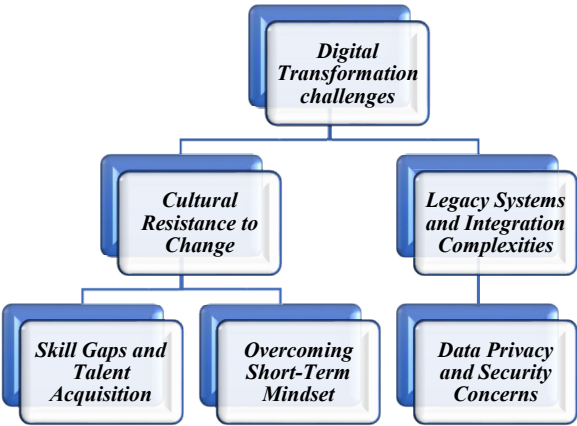 Digital
Transformation
challenges
Cultural
Resistance to
Change
Legacy Systems
and Integration
Complexities
Skill Gaps and
Talent
Acquisition
Overcoming
Short-Term
Mindset
Data Privacy
and Security
Concerns